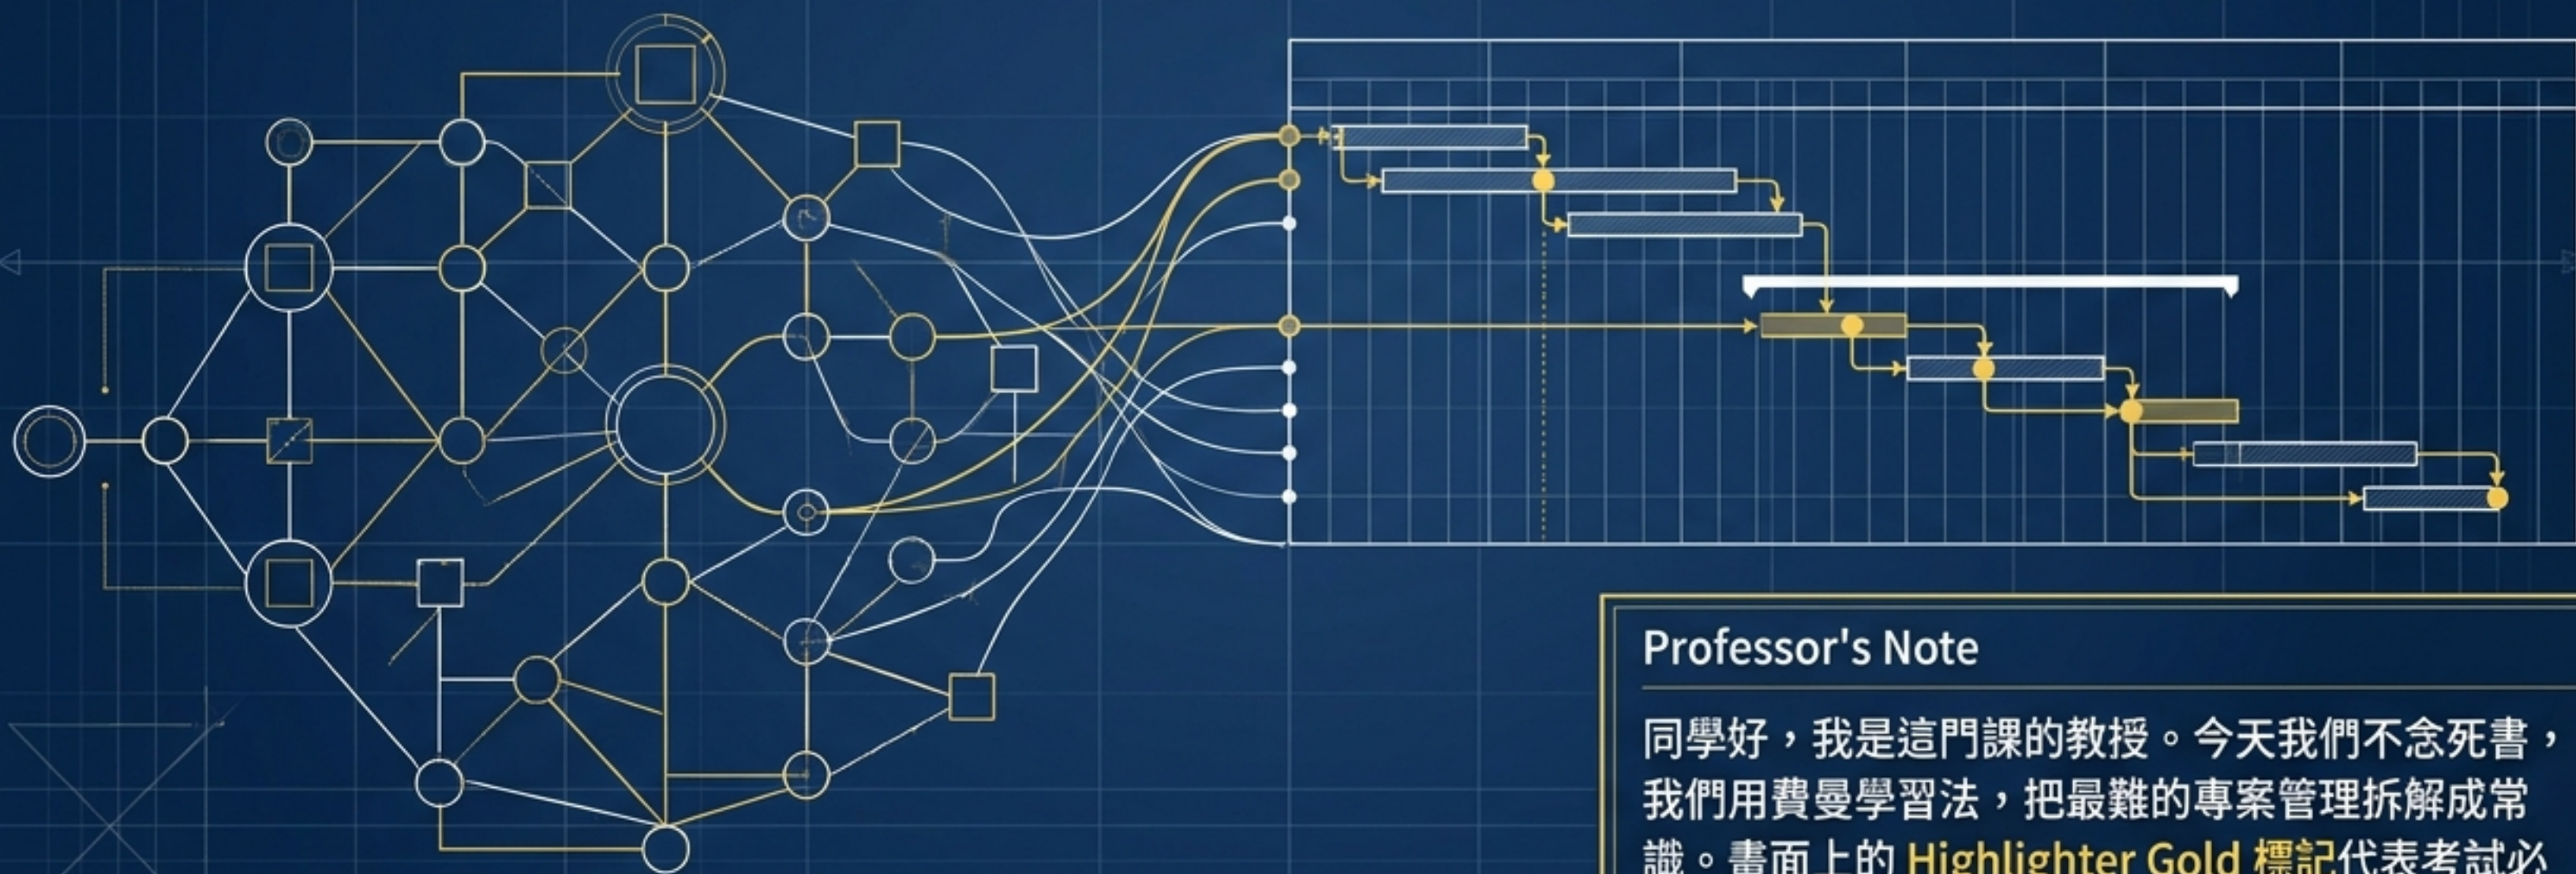 Professor's Note
同學好，我是這門課的教授。今天我們不念死書，
我們用費曼學習法，把最難的專案管理拆解成常
識。畫面上的 Highlighter Gold 標記代表考試必